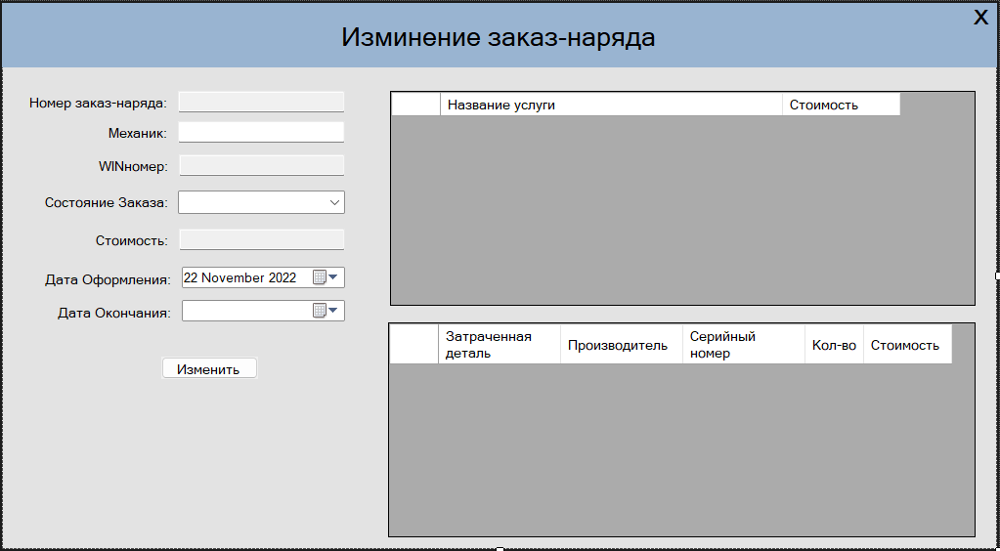 X
Изминение заказ-наряда
Номер заказ-наряда:
Механик:
WINномер:
Состояние Заказа:
Стоимость:
Дата Оформления: 22 November 2022
Дата Окончания:
Изменить
Название услуги Стоимость
Затраченная деталь Производитель Серийный номер Кол-во Стоимость